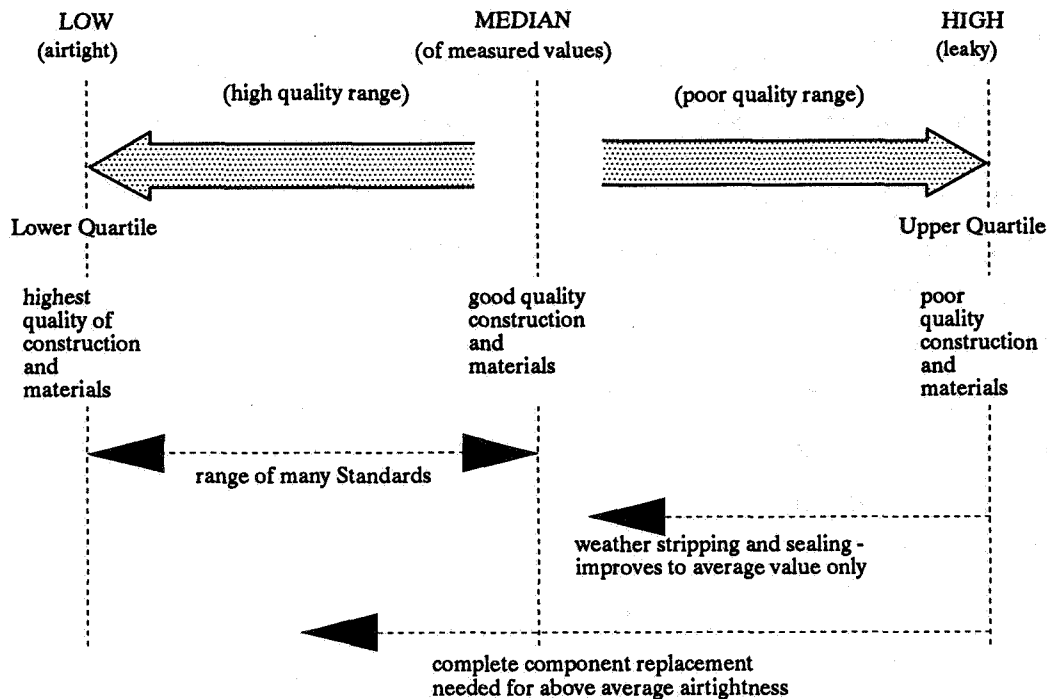 LOW
(airtight)
MEDIAN
(of measured values)
HIGH
(leaky)
(high quality range)
(poor quality range)
Lower Quartile
Upper Quartile
highest
quality of
construction
and
materials
good quality
construction
and
materials
poor
quality
construction
and
materials
range of many Standards
weather stripping and sealing -
improves to average value only
complete component replacement
needed for above average airtightness